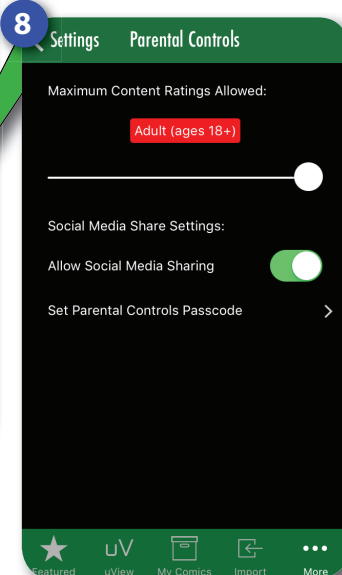 8
Settings Parental Controls
Maximum Content Ratings Allowed:
Adult (ages 18+)
Social Media Share Settings:
Allow Social Media Sharing
Set Parental Controls Passcode
Featured uView My Comics Import More